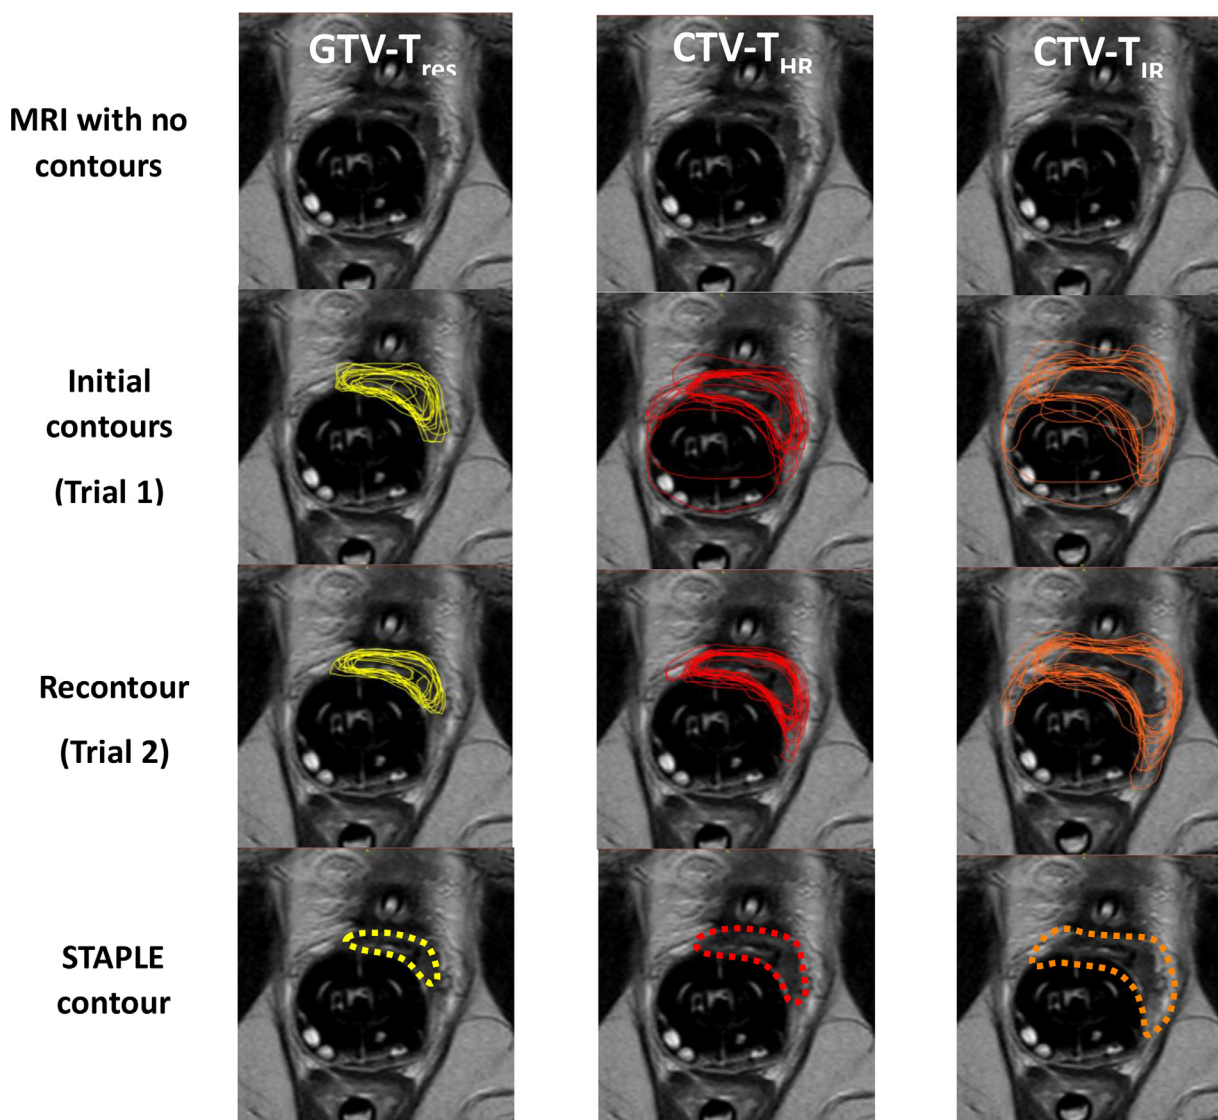 GTV-Tres
CTV-THR
CTV-TIR
MRI with no
contours
Initial
contours
(Trial 1)
Recontour
(Trial 2)
STAPLE
contour